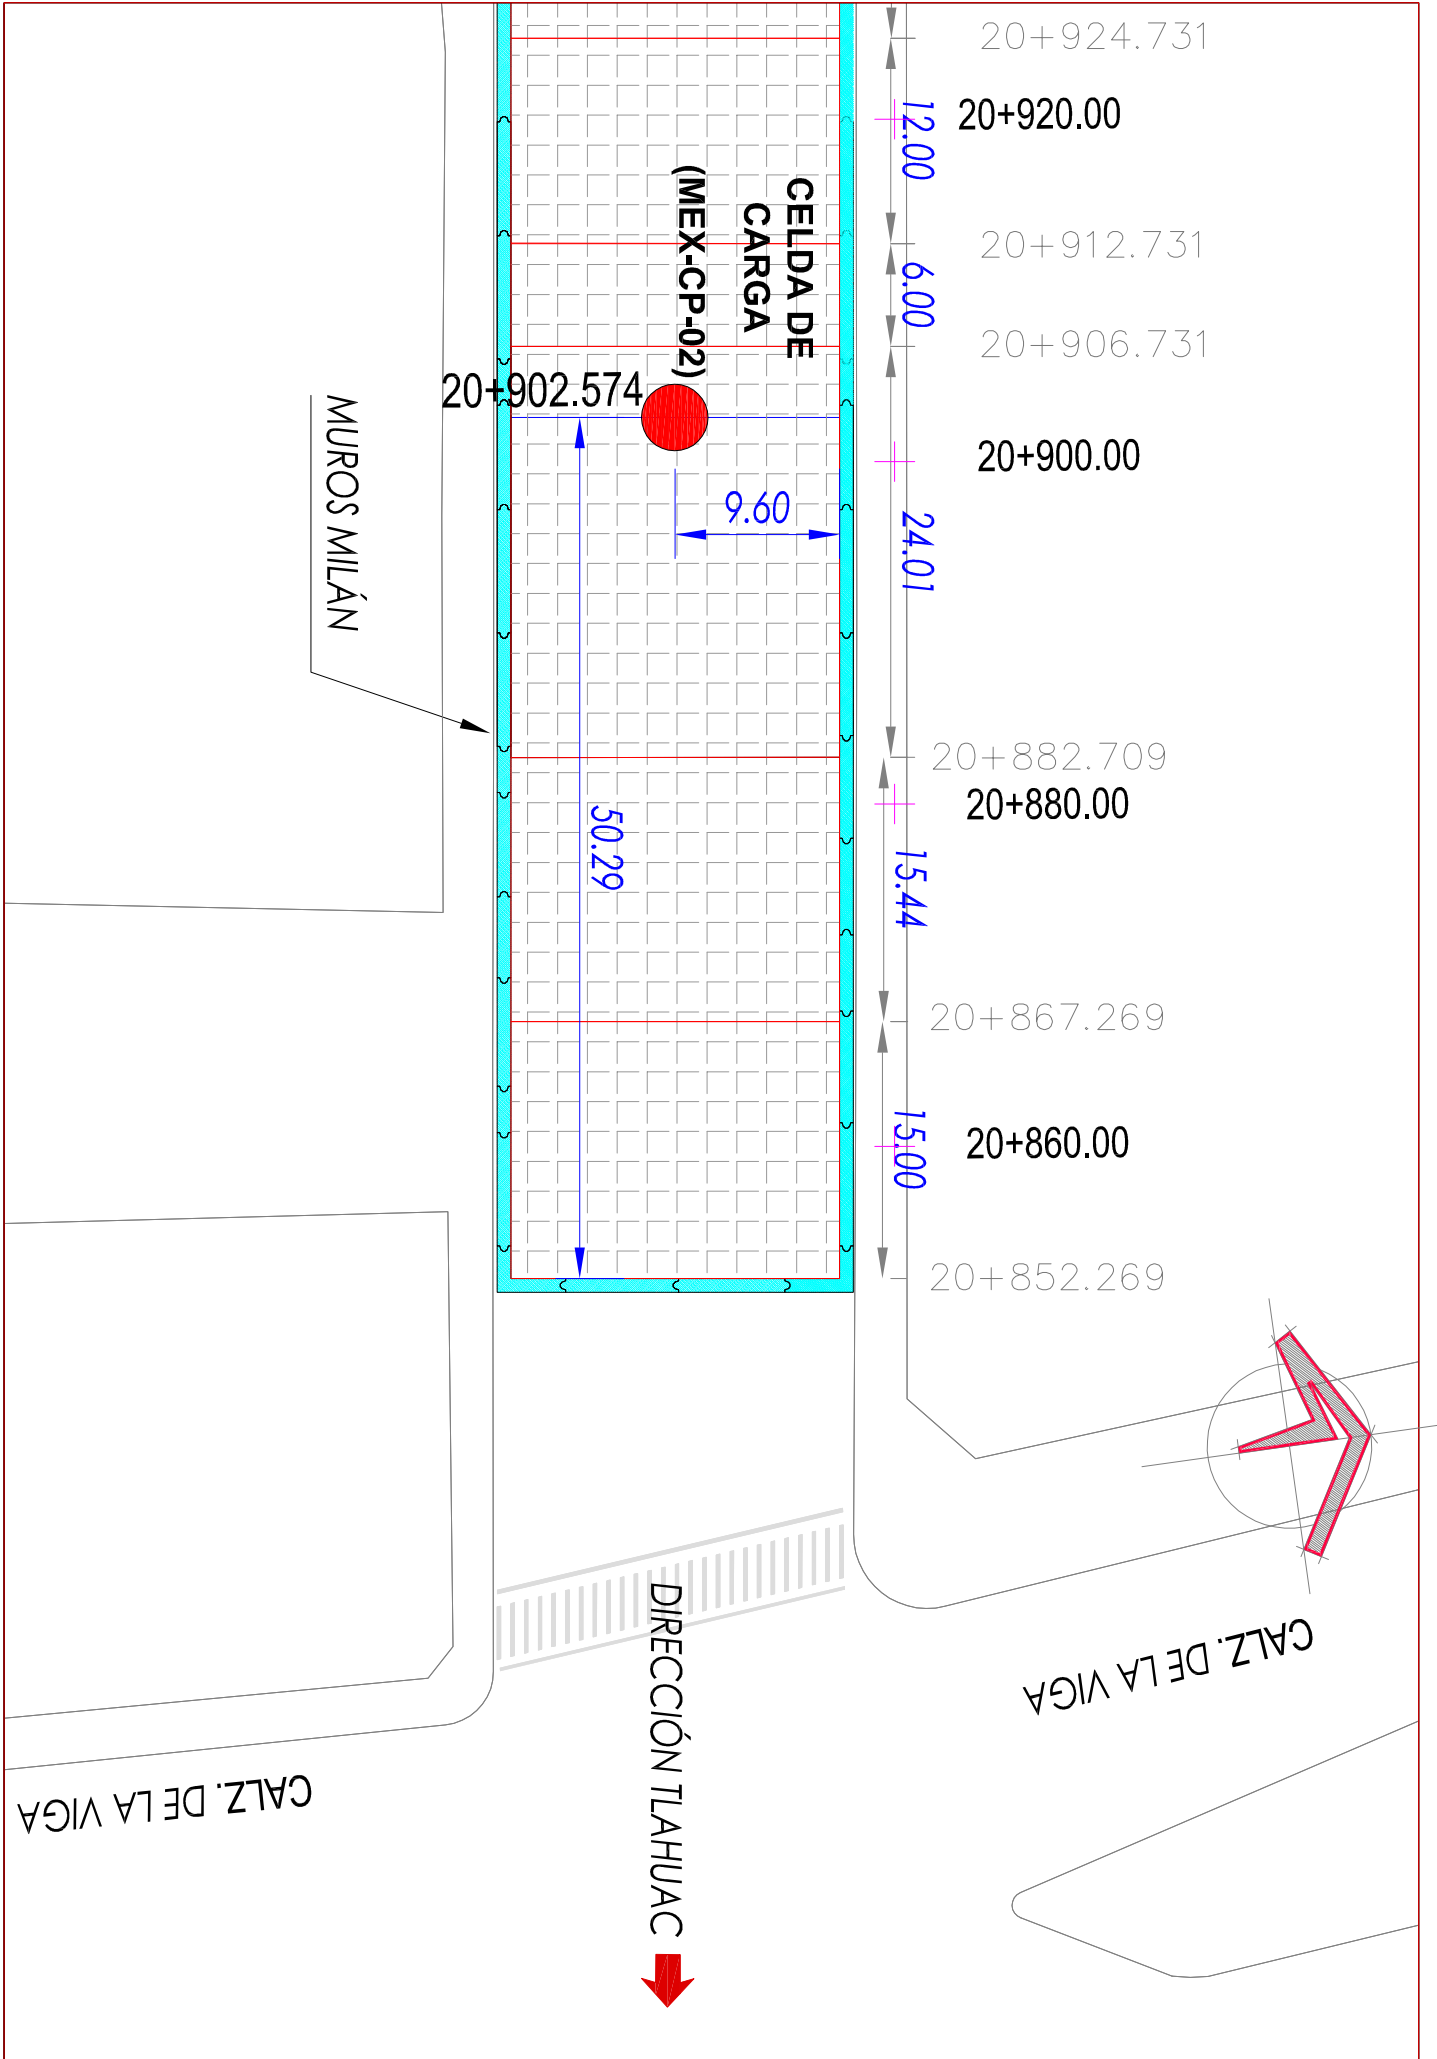 20+924.731
20+920.00
12.00
20+912.731
6.00
20+906.731
CELDA DE
CARGA
(MEX-CP-02)
20+902.574
20+900.00
9.60
24.01
MUROS MILÁN
20+882.709
20+880.00
50.29
15.44
20+867.269
20+860.00
15.00
20+852.269
CALZ. DE LA VIGA
DIRECCIÓN TLAHUAC
CALZ. DE LA VIGA